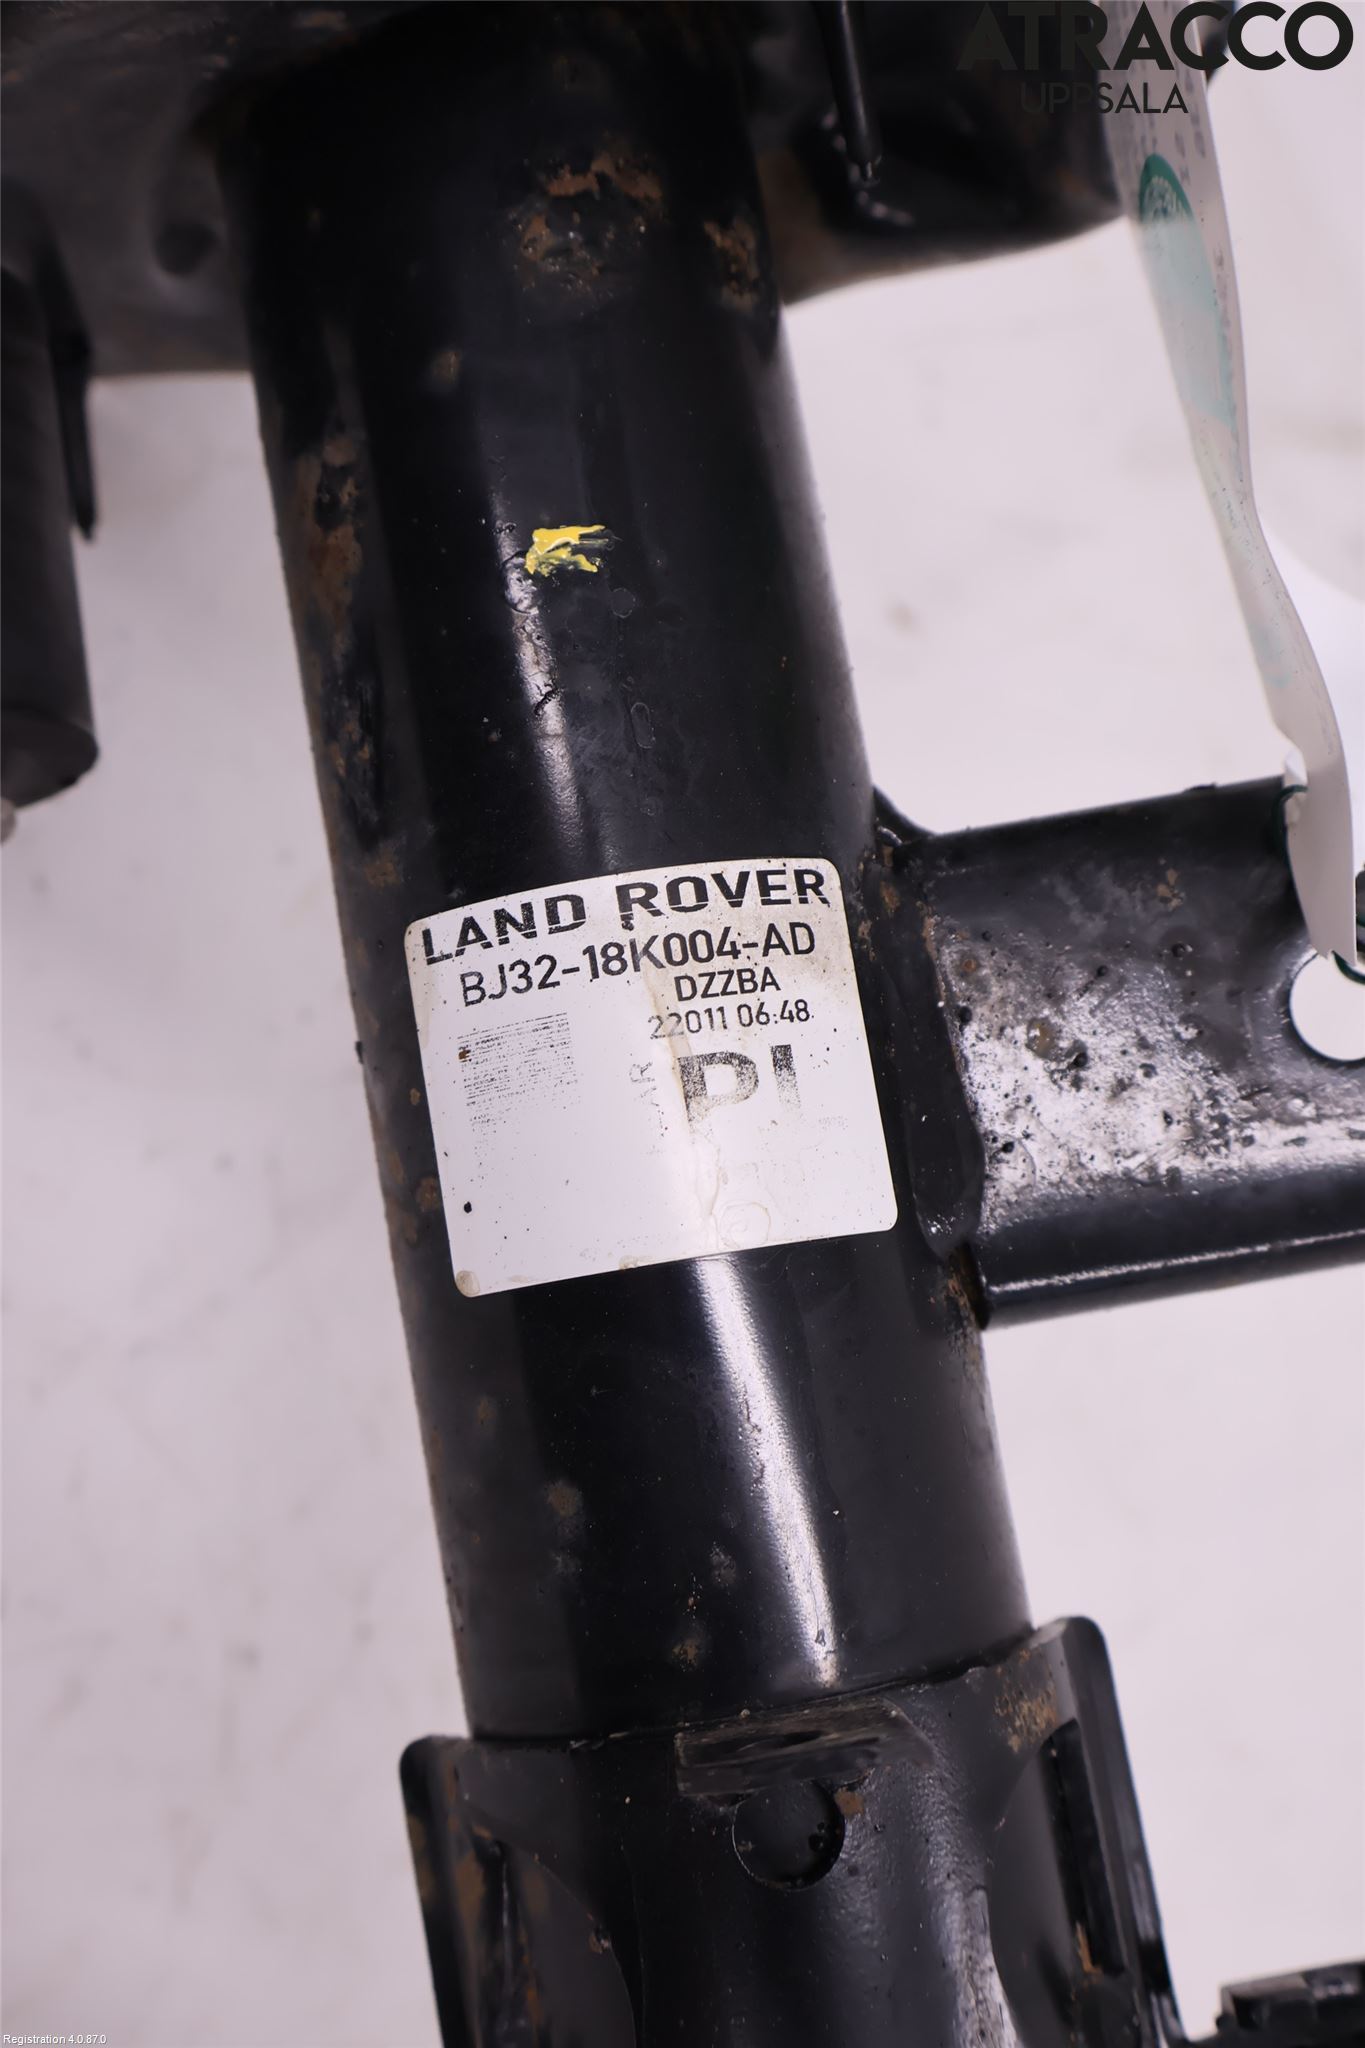 ATRACCO
UPPSALA
LAND ROVER
BJ32-18K004-AD
DZZBA
22011 06:48
PI
Registration 4.0.87.0